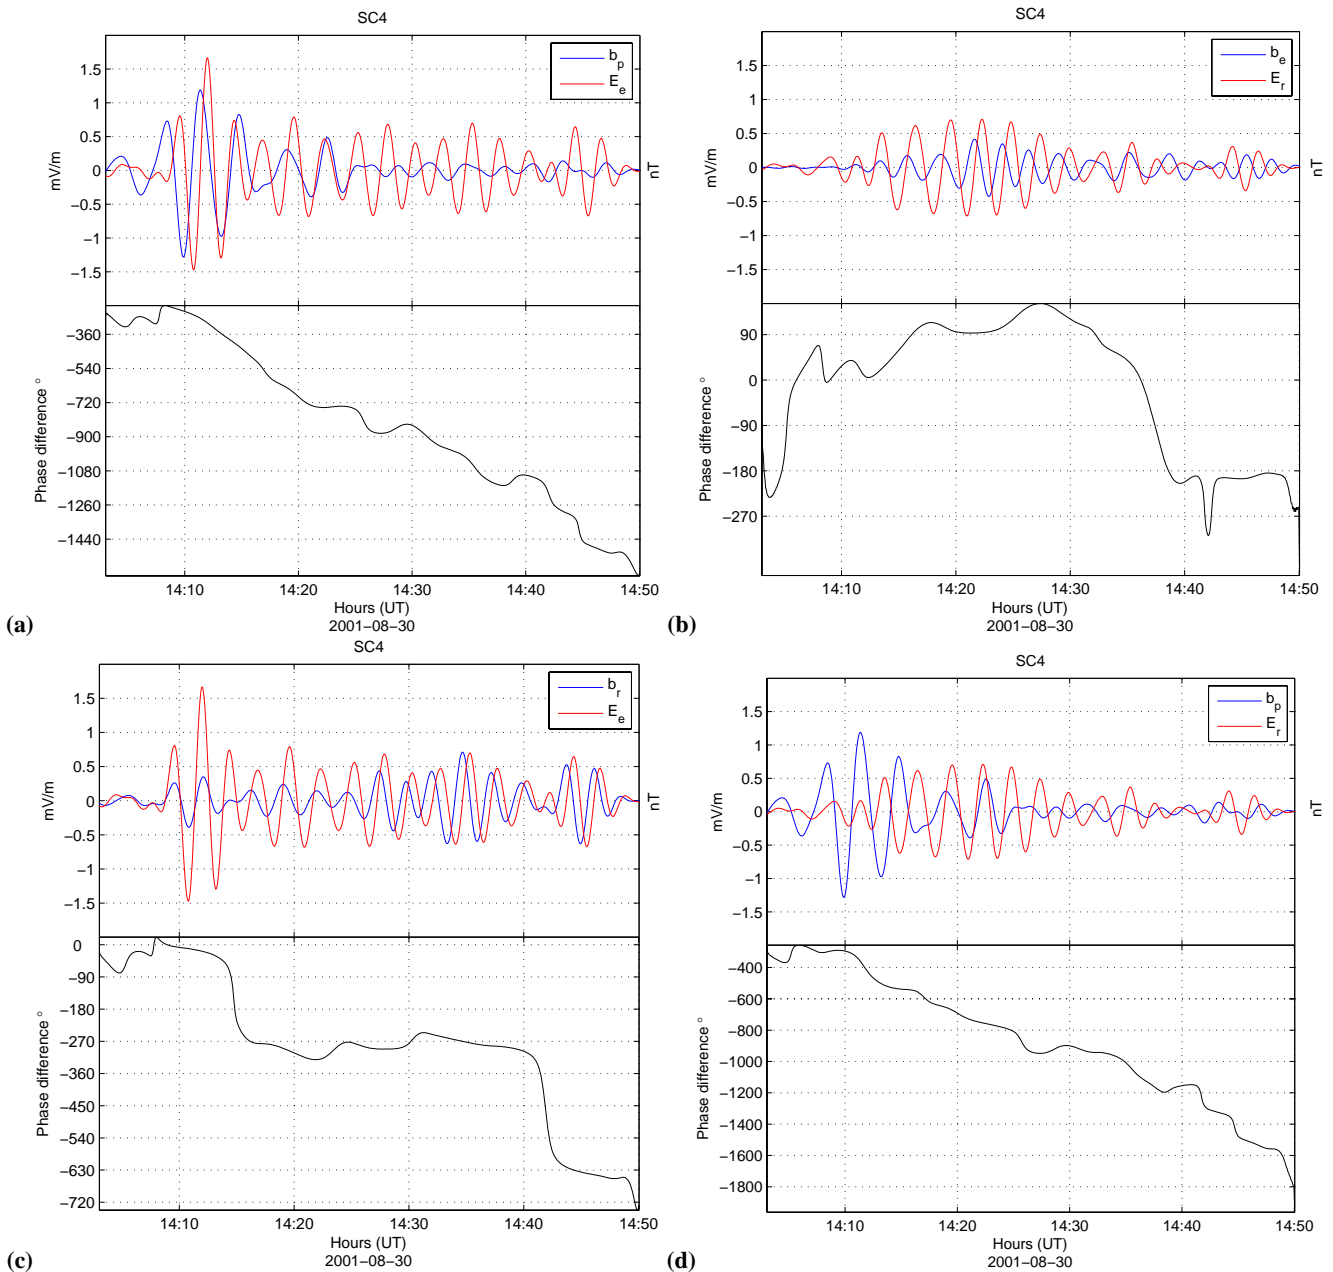 SC4
b_p
E_e
1.5
1
0.5
0
−0.5
−1
−1.5
mV/m
nT
−360
−540
−720
−900
−1080
−1260
−1440
Phase difference °
14:10 14:20 14:30 14:40 14:50
Hours (UT)
2001−08−30
(a)
SC4
b_e
E_r
1.5
1
0.5
0
−0.5
−1
−1.5
mV/m
nT
90
0
−90
−180
−270
Phase difference °
14:10 14:20 14:30 14:40 14:50
Hours (UT)
2001−08−30
(b)
SC4
b_r
E_e
1.5
1
0.5
0
−0.5
−1
−1.5
mV/m
nT
0
−90
−180
−270
−360
−450
−540
−630
−720
Phase difference °
14:10 14:20 14:30 14:40 14:50
Hours (UT)
2001−08−30
(c)
SC4
b_p
E_r
1.5
1
0.5
0
−0.5
−1
−1.5
mV/m
nT
−400
−600
−800
−1000
−1200
−1400
−1600
−1800
Phase difference °
14:10 14:20 14:30 14:40 14:50
Hours (UT)
2001−08−30
(d)